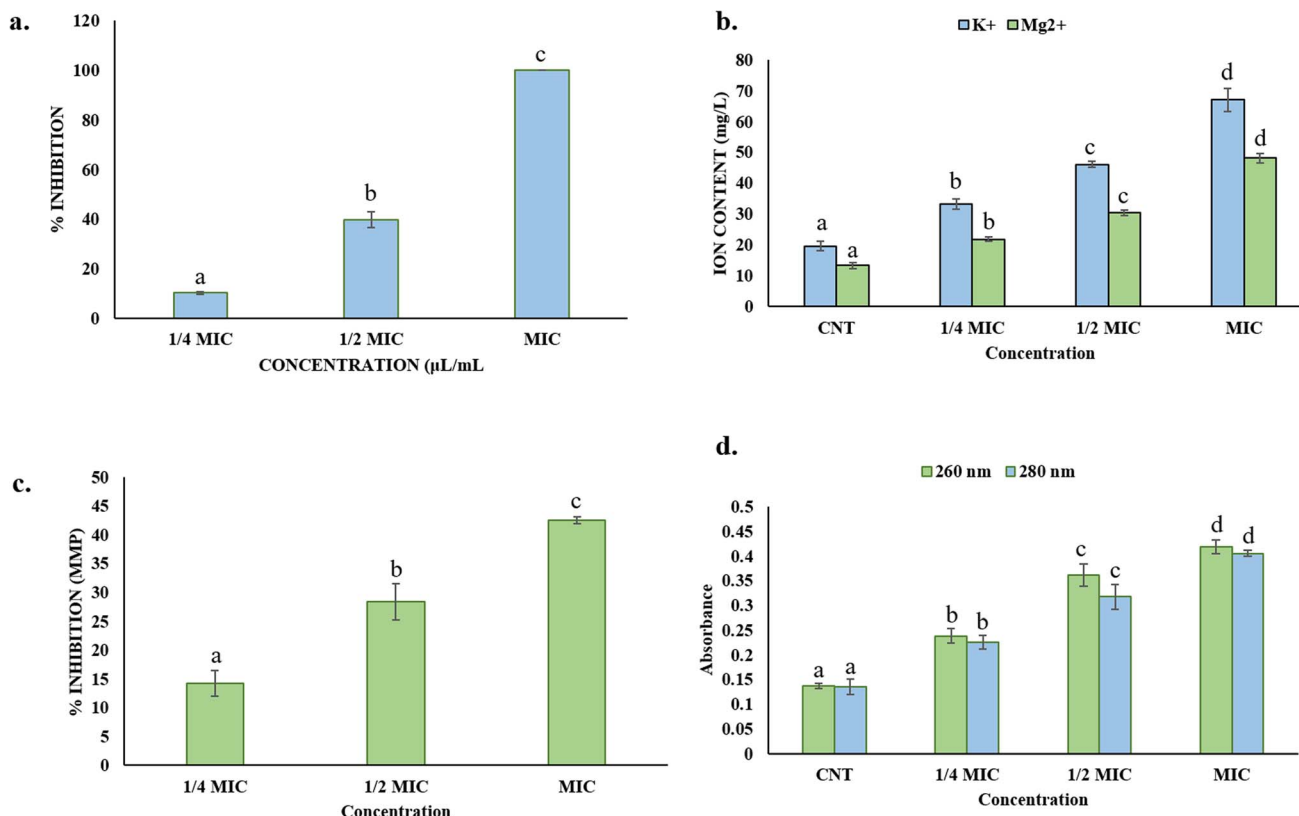 a.
120
100
80
60
40
20
0
% INHIBITION
a
b
c
1/4 MIC 1/2 MIC MIC
CONCENTRATION (µL/mL
b.
K+ Mg2+
80
70
60
50
40
30
20
10
0
ION CONTENT (mg/L)
a a b b c c d d
CNT 1/4 MIC 1/2 MIC MIC
Concentration
c.
50
45
40
35
30
25
20
15
10
5
0
% INHIBITION (MMP)
a
b
c
1/4 MIC 1/2 MIC MIC
Concentration
d.
260 nm 280 nm
0.5
0.45
0.4
0.35
0.3
0.25
0.2
0.15
0.1
0.05
0
Absorbance
a a b b c c d d
CNT 1/4 MIC 1/2 MIC MIC
Concentration